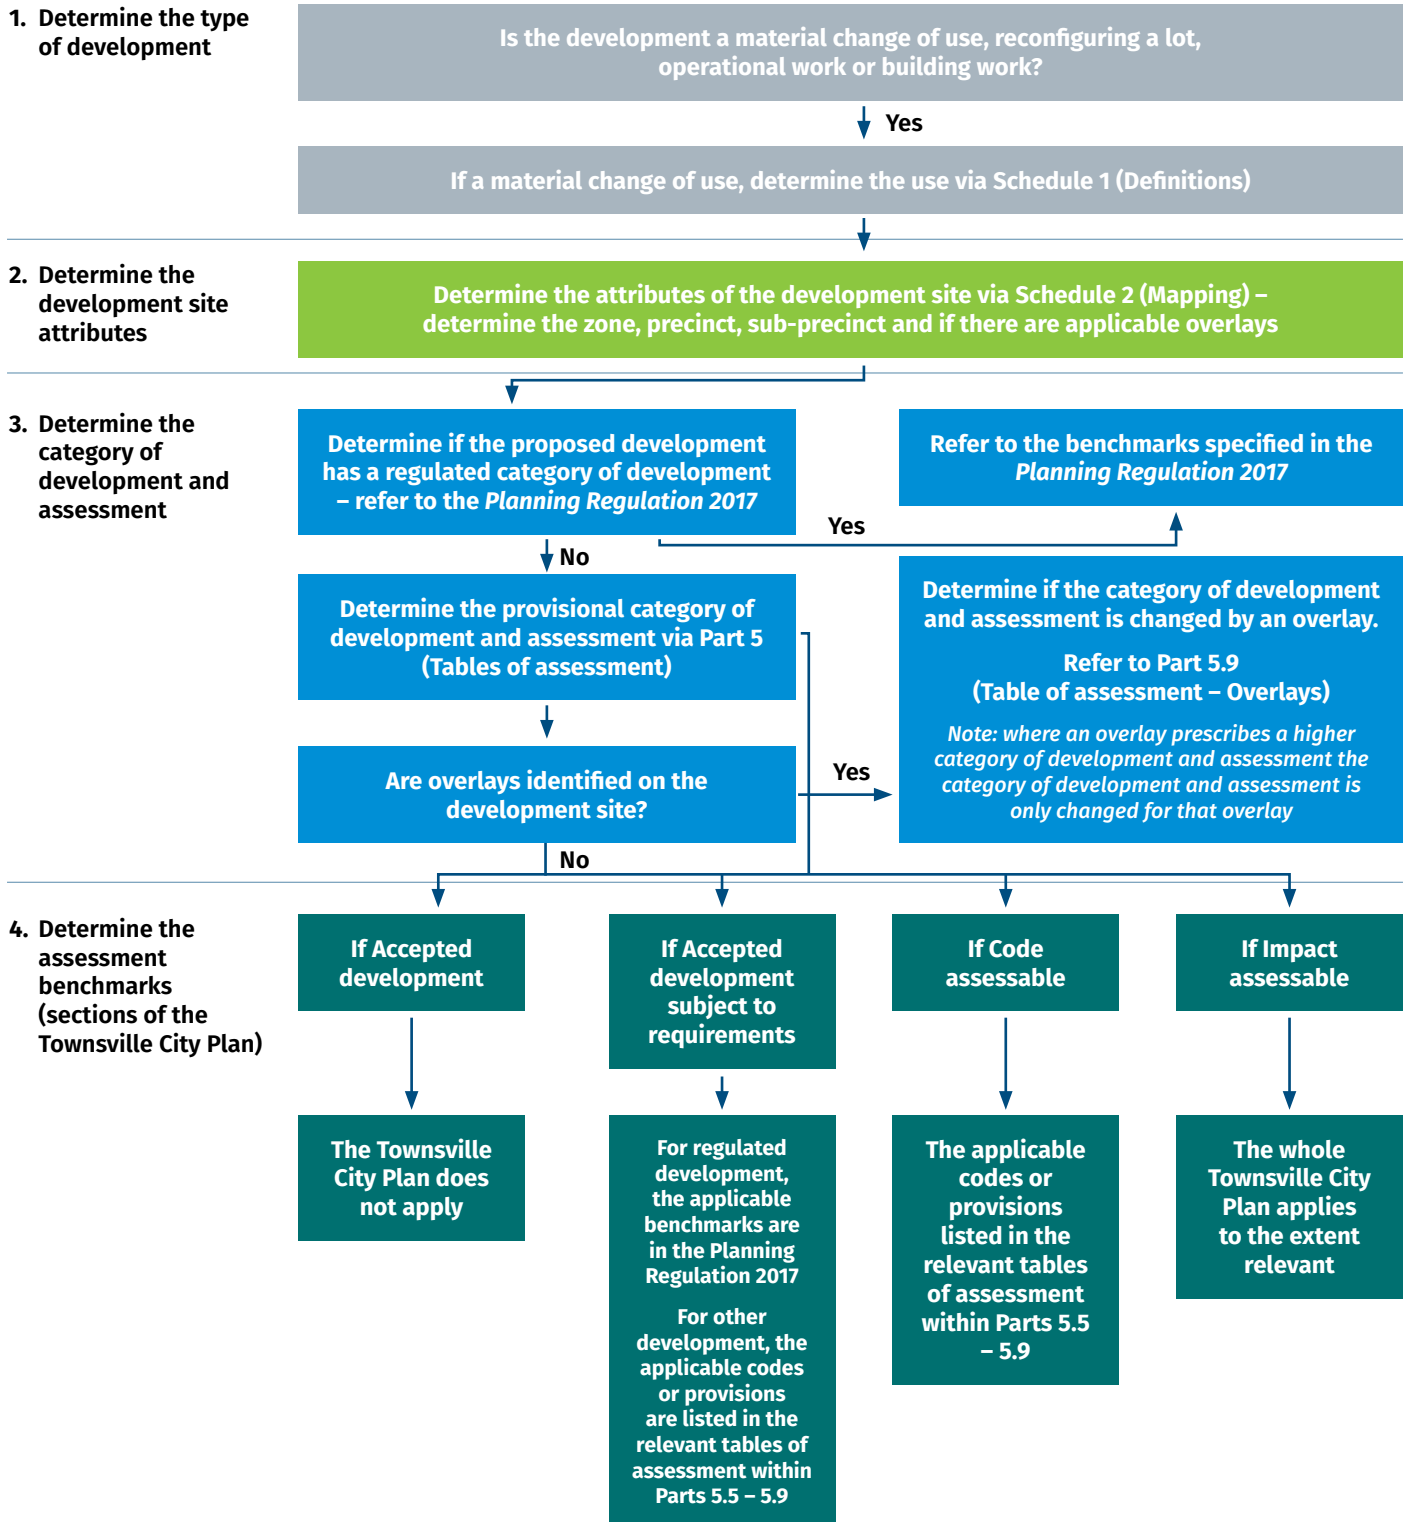 1. Determine the type
of development
Is the development a material change of use, reconfiguring a lot,
operational work or building work?
Yes
If a material change of use, determine the use via Schedule 1 (Definitions)
2. Determine the
development site
attributes
Determine the attributes of the development site via Schedule 2 (Mapping) –
determine the zone, precinct, sub-precinct and if there are applicable overlays
3. Determine the
category of
development and
assessment
Determine if the proposed development
has a regulated category of development
– refer to the Planning Regulation 2017
Refer to the benchmarks specified in the
Planning Regulation 2017
Yes
No
Determine the provisional category of
development and assessment via Part 5
(Tables of assessment)
Determine if the category of development
and assessment is changed by an overlay.
Refer to Part 5.9
(Table of assessment – Overlays)
Note: where an overlay prescribes a higher
category of development and assessment the
category of development and assessment is
only changed for that overlay
Are overlays identified on the
development site?
Yes
No
4. Determine the
assessment
benchmarks
(sections of the
Townsville City Plan)
If Accepted
development
If Accepted
development
subject to
requirements
If Code
assessable
If Impact
assessable
The Townsville
City Plan does
not apply
For regulated
development,
the applicable
benchmarks are
in the Planning
Regulation 2017
For other
development, the
applicable codes
or provisions
are listed in the
relevant tables of
assessment within
Parts 5.5 – 5.9
The applicable
codes or
provisions
listed in the
relevant tables
of assessment
within Parts 5.5
– 5.9
The whole
Townsville City
Plan applies
to the extent
relevant